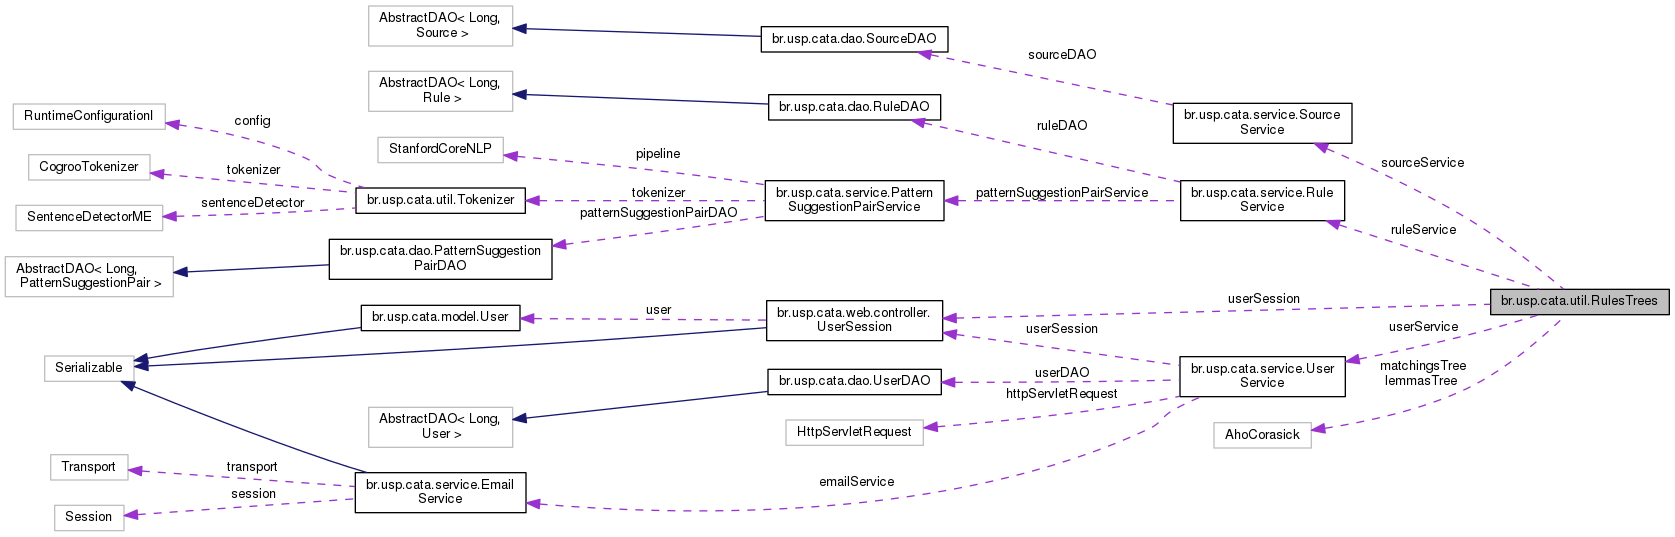 AbstractDAO< Long,
Source >
br.usp.cata.dao.SourceDAO
sourceDAO
AbstractDAO< Long,
Rule >
br.usp.cata.dao.RuleDAO
br.usp.cata.service.Source
Service
RuntimeConfigurationI
config
ruleDAO
StanfordCoreNLP
pipeline
sourceService
CogrooTokenizer
tokenizer
br.usp.cata.util.Tokenizer
tokenizer
br.usp.cata.service.Pattern
SuggestionPairService
patternSuggestionPairService
br.usp.cata.service.Rule
Service
SentenceDetectorME
sentenceDetector
patternSuggestionPairDAO
ruleService
br.usp.cata.dao.PatternSuggestion
PairDAO
AbstractDAO< Long,
PatternSuggestionPair >
br.usp.cata.util.RulesTrees
br.usp.cata.model.User
user
br.usp.cata.web.controller.
UserSession
userSession
userSession
userService
Serializable
br.usp.cata.dao.UserDAO
userDAO
br.usp.cata.service.User
Service
matchingsTree
lemmasTree
httpServletRequest
AbstractDAO< Long,
User >
HttpServletRequest
AhoCorasick
Transport
transport
br.usp.cata.service.Email
Service
emailService
session
Session